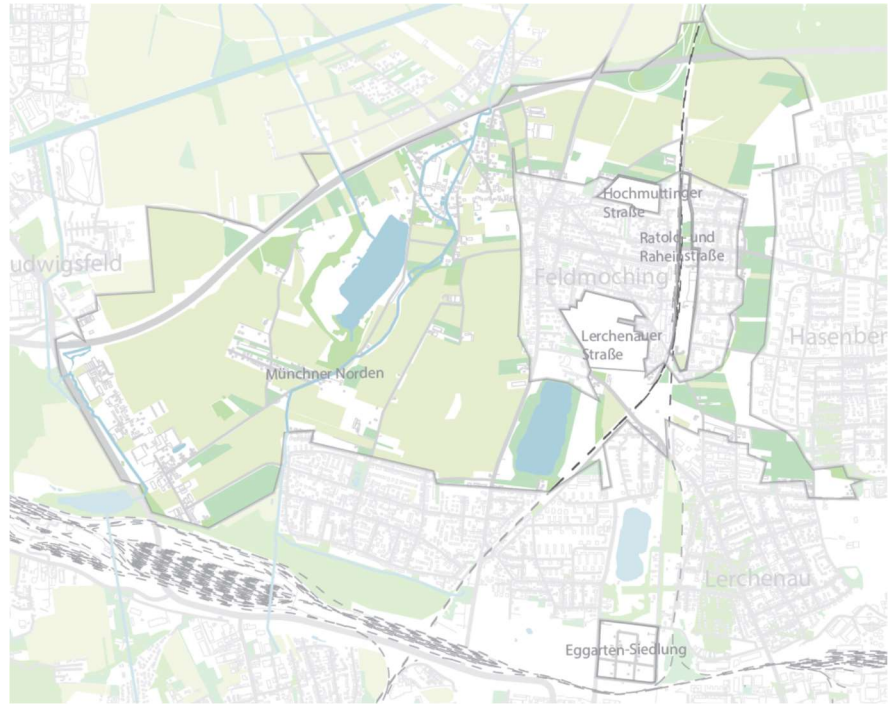 Hochmuttinger
Straße
Ratold- und
Raheinstraße
udwigsfeld
Feldmoching
Lerchenauer
Straße
Hasenber
Münchner Norden
Lerchenau
Eggarten-Siedlung